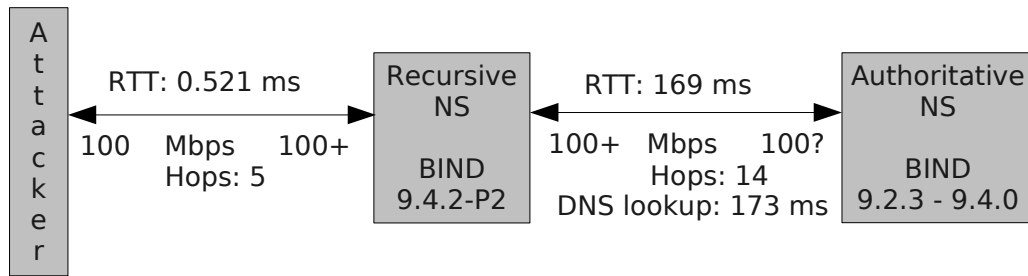 Attacker
RTT: 0.521 ms
100 Mbps 100+
Hops: 5
Recursive
NS
BIND
9.4.2-P2
RTT: 169 ms
100+ Mbps 100?
Hops: 14
DNS lookup: 173 ms
Authoritative
NS
BIND
9.2.3 - 9.4.0